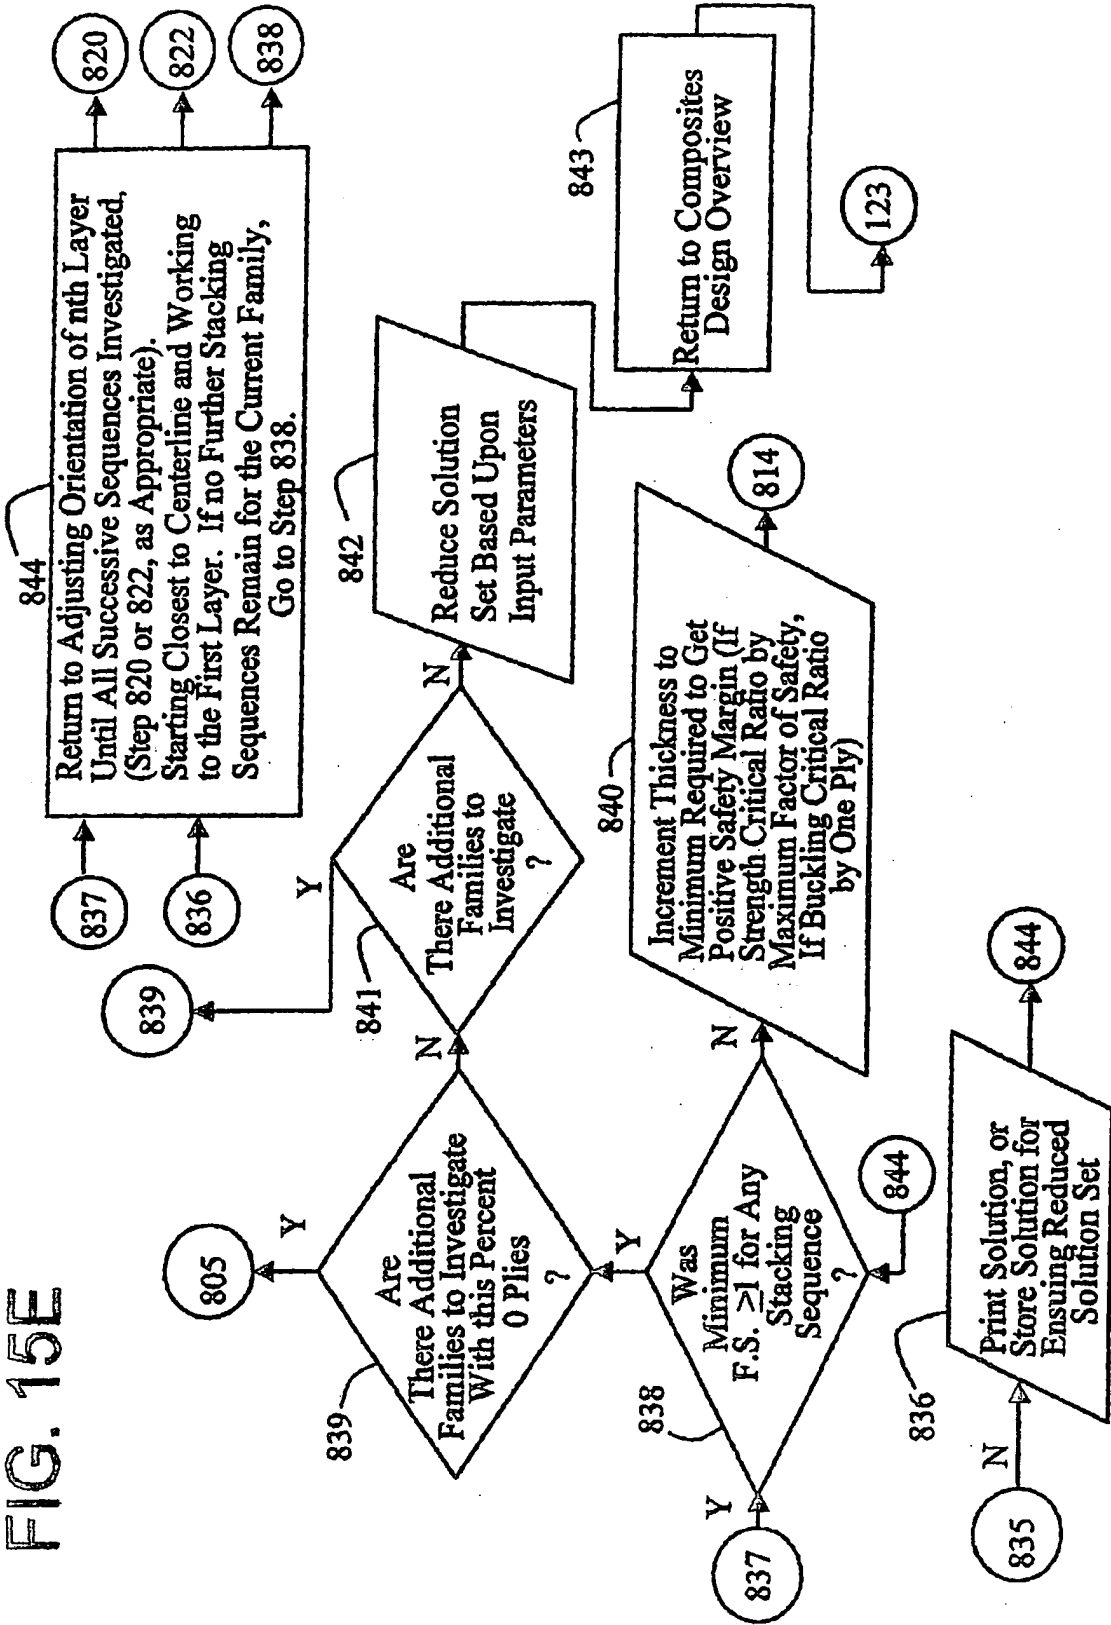 FIG. 15E
844
Return to Adjusting Orientation of nth Layer
Until All Successive Sequences Investigated,
(Step 820 or 822, as Appropriate).
Starting Closest to Centerline and Working
to the First Layer. If no Further Stacking
Sequences Remain for the Current Family,
Go to Step 838.
837
836
820
822
838
805
Y
839
Are
There Additional
Families to Investigate
With this Percent
0 Plies
?
N
839
Y
841
Are
There Additional
Families to
Investigate
?
N
842
Reduce Solution
Set Based Upon
Input Parameters
843
Return to Composites
Design Overview
123
837
Y
838
Was
Minimum
F.S. ≥1 for Any
Stacking
Sequence
?
Y
N
844
840
Increment Thickness to
Minimum Required to Get
Positive Safety Margin (If
Strength Critical Ratio by
Maximum Factor of Safety,
If Buckling Critical Ratio
by One Ply)
814
835
N
836
Print Solution, or
Store Solution for
Ensuing Reduced
Solution Set
844